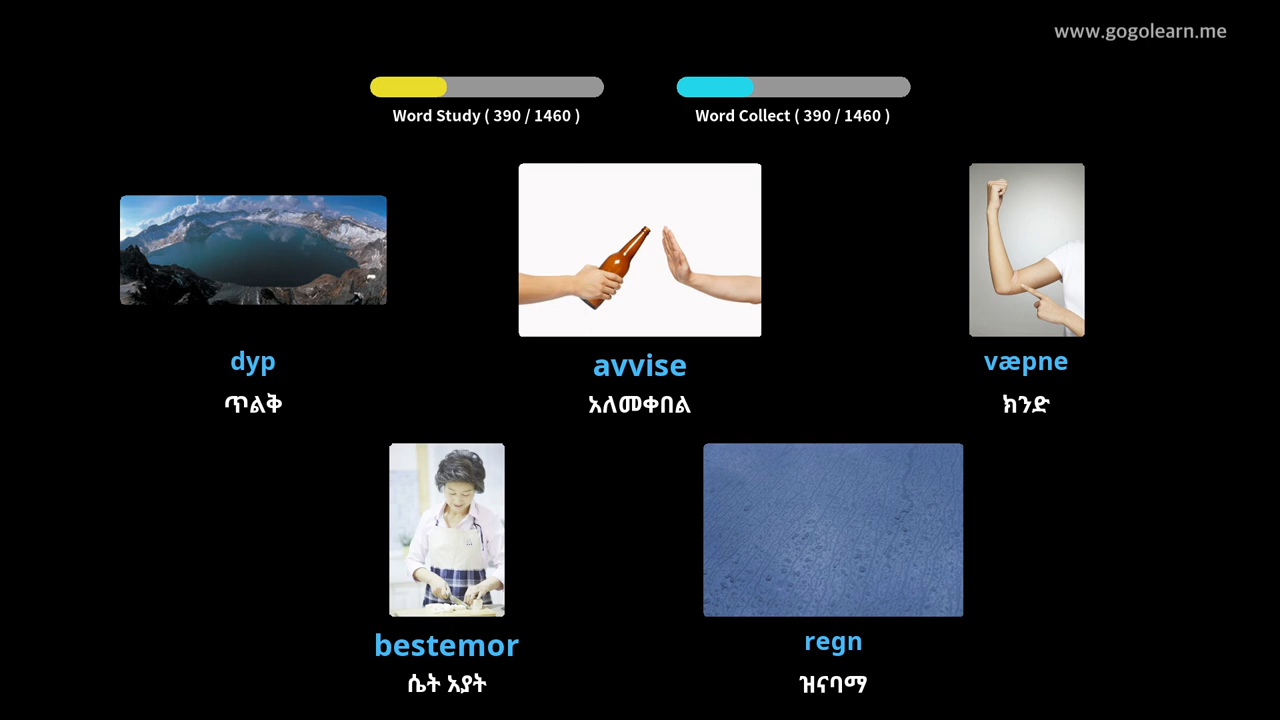 www.gogolearn.me
Word Study ( 390 / 1460 )
Word Collect ( 390 / 1460 )
dyp
avvise
væpne
ጥልቅ
አለመቀበል
ክንድ
bestemor
regn
ሴት አያት
ዝናባማ